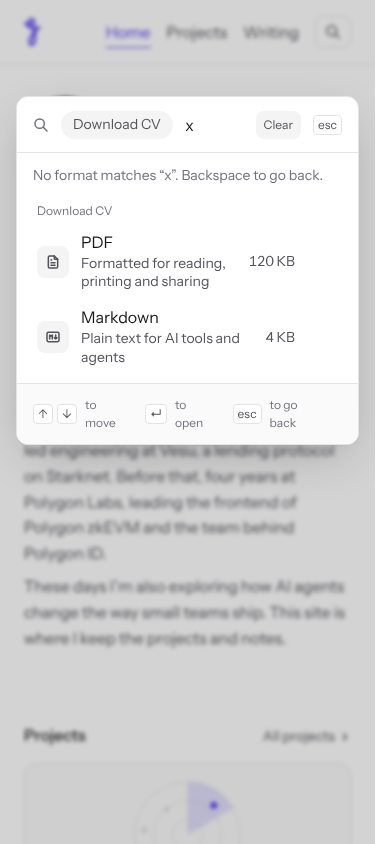 Home Projects Writing
Download CV x Clear esc
No format matches “x”. Backspace to go back.
Download CV
PDF
Formatted for reading, 120 KB
printing and sharing
Markdown
Plain text for AI tools and 4 KB
agents
to move
to open
esc to go back
led engineering at Vesu, a lending protocol
on Starknet. Before that, four years at
Polygon Labs, leading the frontend of
Polygon zkEVM and the team behind
Polygon ID.
These days I’m also exploring how AI agents
change the way small teams ship. This site is
where I keep the projects and notes.
Projects All projects